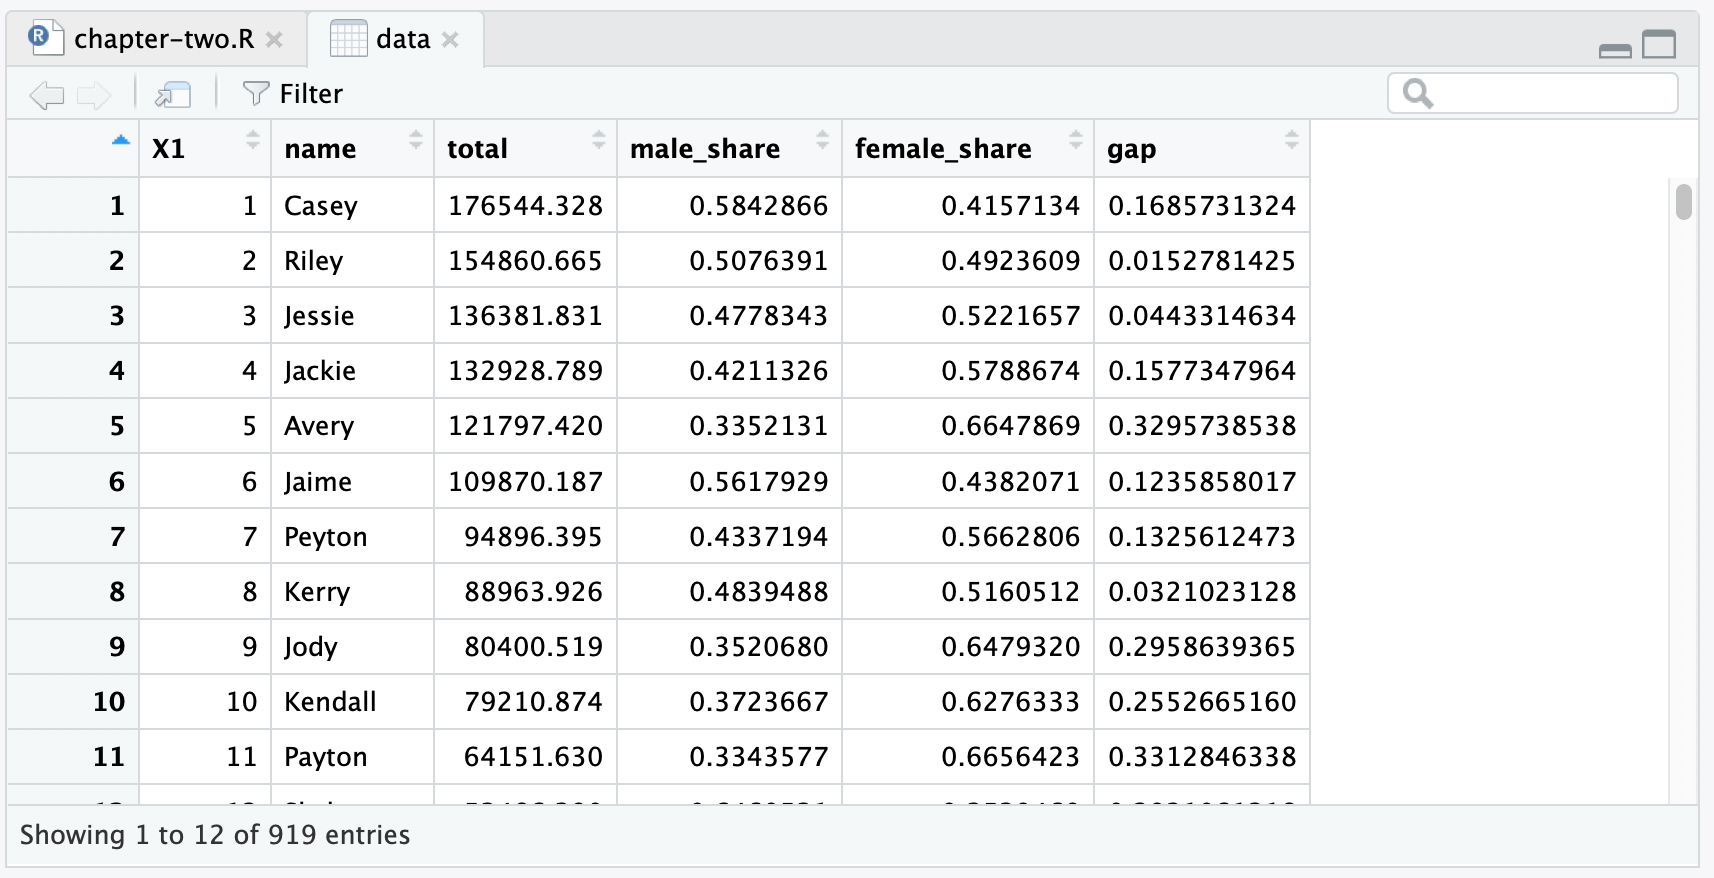 chapter-two.R data
Filter
X1 name total male_share female_share gap
1 1 Casey 176544.328 0.5842866 0.4157134 0.1685731324
2 2 Riley 154860.665 0.5076391 0.4923609 0.0152781425
3 3 Jessie 136381.831 0.4778343 0.5221657 0.0443314634
4 4 Jackie 132928.789 0.4211326 0.5788674 0.1577347964
5 5 Avery 121797.420 0.3352131 0.6647869 0.3295738538
6 6 Jaime 109870.187 0.5617929 0.4382071 0.1235858017
7 7 Peyton 94896.395 0.4337194 0.5662806 0.1325612473
8 8 Kerry 88963.926 0.4839488 0.5160512 0.0321023128
9 9 Jody 80400.519 0.3520680 0.6479320 0.2958639365
10 10 Kendall 79210.874 0.3723667 0.6276333 0.2552665160
11 11 Payton 64151.630 0.3343577 0.6656423 0.3312846338
Showing 1 to 12 of 919 entries